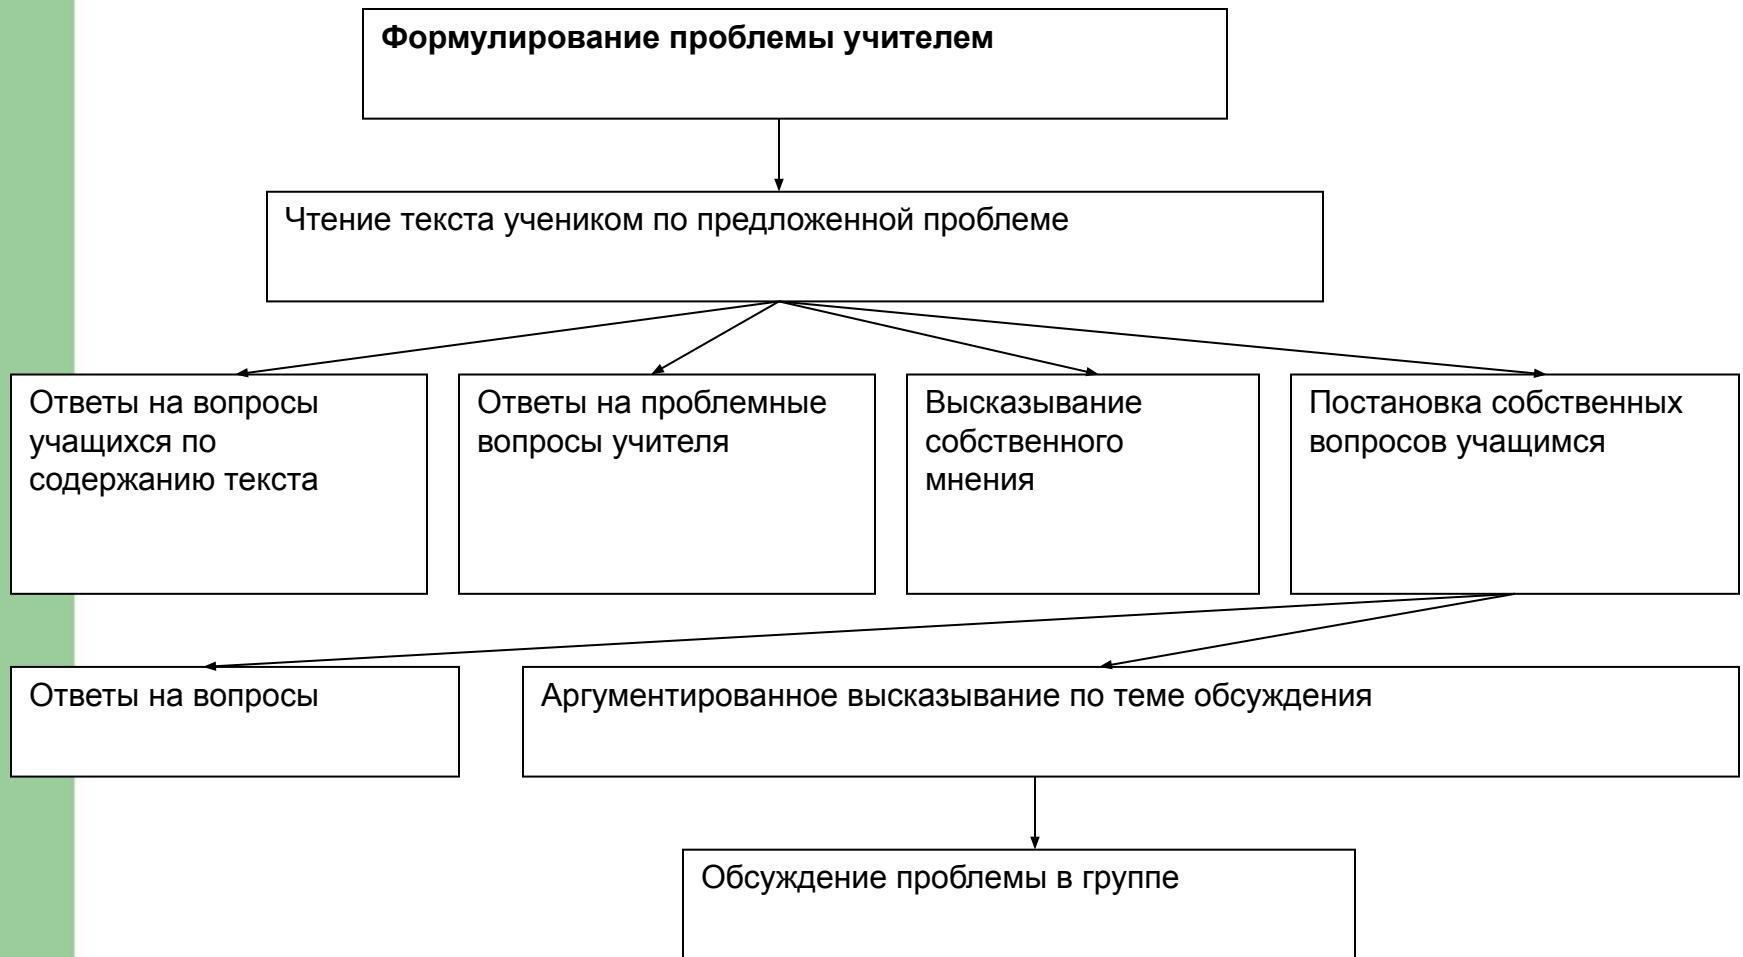 Формулирование проблемы учителем
Чтение текста учеником по предложенной проблеме
Ответы на вопросы
учащихся по
содержанию текста
Ответы на проблемные
вопросы учителя
Высказывание
собственного
мнения
Постановка собственных
вопросов учащимся
Ответы на вопросы
Аргументированное высказывание по теме обсуждения
Обсуждение проблемы в группе